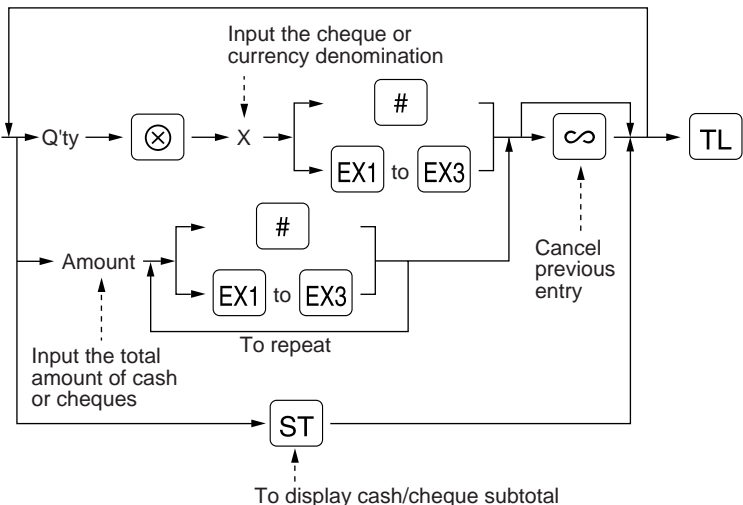 Input the cheque or
currency denomination
Q'ty
⊗
X
#
EX1 to EX3
∞
TL
Cancel
previous
entry
Amount
#
EX1 to EX3
To repeat
Input the total
amount of cash
or cheques
ST
To display cash/cheque subtotal